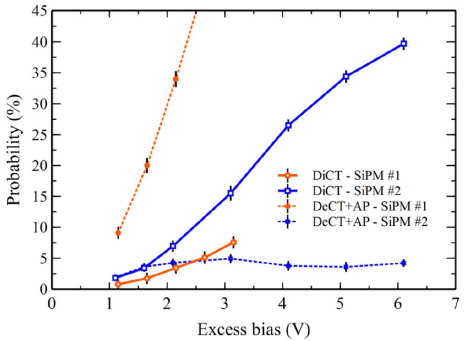 45
40
35
30
25
20
15
10
5
0
Probability (%)
DiCT - SiPM #1
DiCT - SiPM #2
DeCT+AP - SiPM #1
DeCT+AP - SiPM #2
0 1 2 3 4 5 6 7
Excess bias (V)